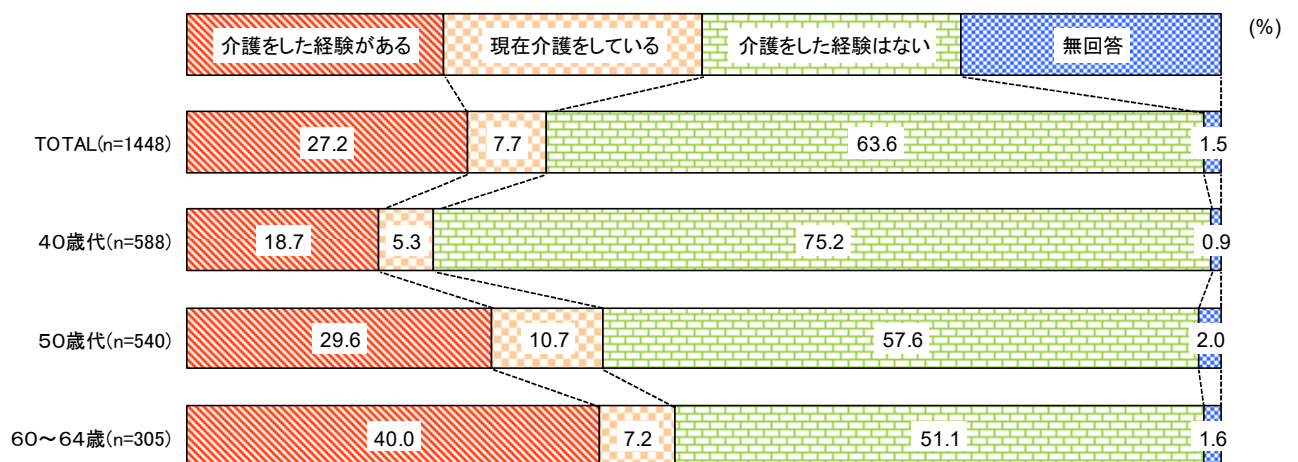 (%)
介護をした経験がある 現在介護をしている 介護をした経験はない 無回答
TOTAL(n=1448) 27.2 7.7 63.6 1.5
40歳代(n=588) 18.7 5.3 75.2 0.9
50歳代(n=540) 29.6 10.7 57.6 2.0
60～64歳(n=305) 40.0 7.2 51.1 1.6